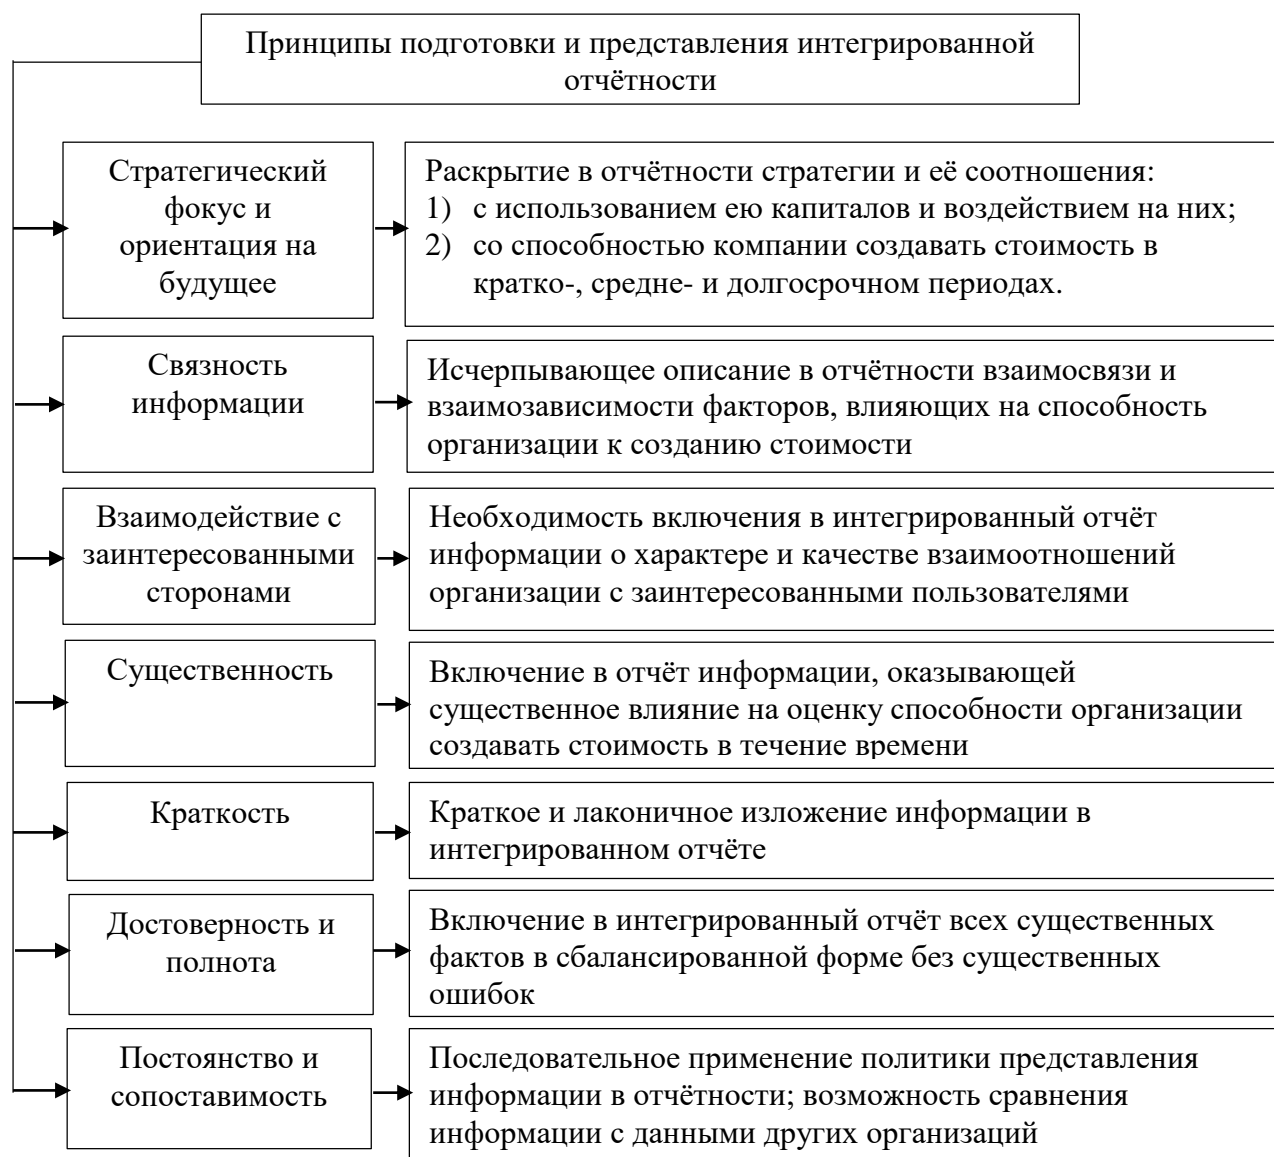 Принципы подготовки и представления интегрированной
отчётности
Стратегический
фокус и
ориентация на
будущее
Раскрытие в отчётности стратегии и её соотношения:
1) с использованием ею капиталов и воздействием на них;
2) со способностью компании создавать стоимость в
кратко-, средне- и долгосрочном периодах.
Связность
информации
Исчерпывающее описание в отчётности взаимосвязи и
взаимозависимости факторов, влияющих на способность
организации к созданию стоимости
Взаимодействие с
заинтересованными
сторонами
Необходимость включения в интегрированный отчёт
информации о характере и качестве взаимоотношений
организации с заинтересованными пользователями
Существенность
Включение в отчёт информации, оказывающей
существенное влияние на оценку способности организации
создавать стоимость в течение времени
Краткость
Краткое и лаконичное изложение информации в
интегрированном отчёте
Достоверность и
полнота
Включение в интегрированный отчёт всех существенных
фактов в сбалансированной форме без существенных
ошибок
Постоянство и
сопоставимость
Последовательное применение политики представления
информации в отчётности; возможность сравнения
информации с данными других организаций